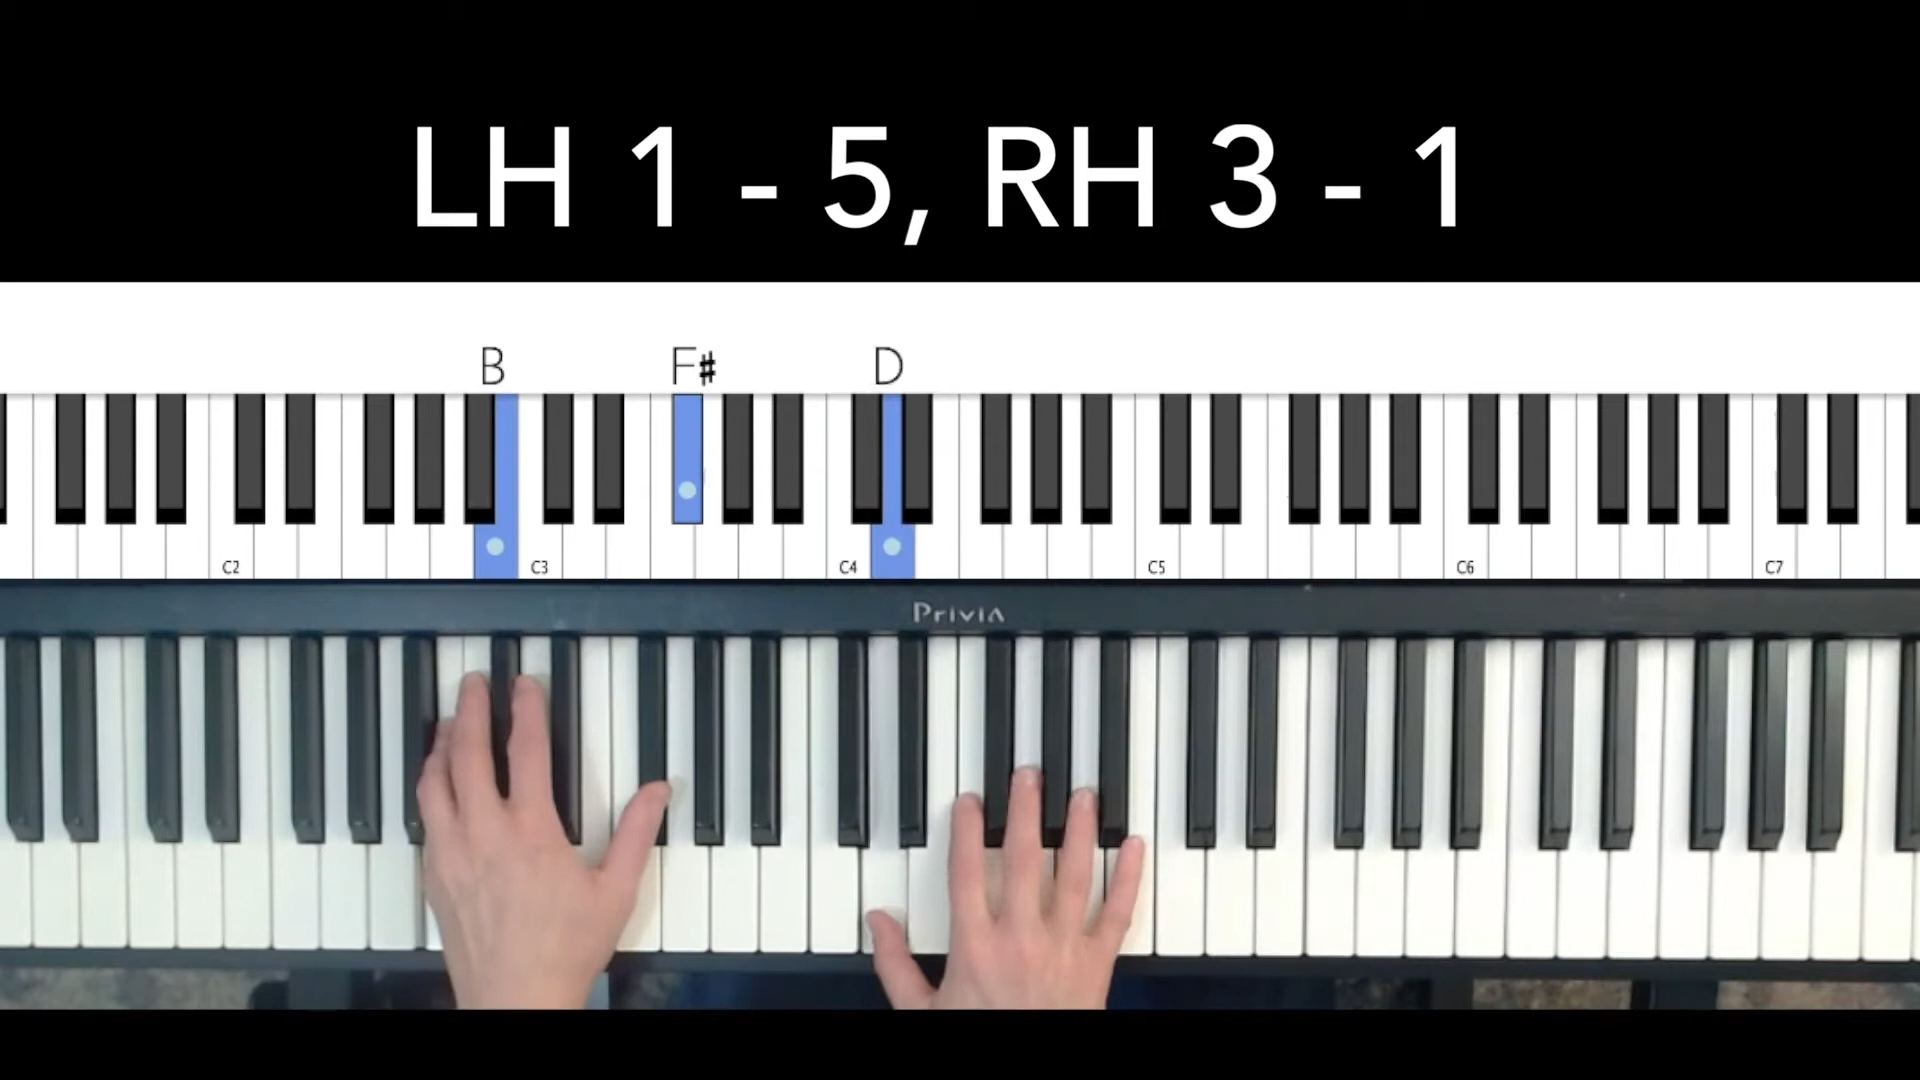 LH 1 - 5, RH 3 - 1
B F♯ D
C2 C3 C4 C5 C6 C7
Privia